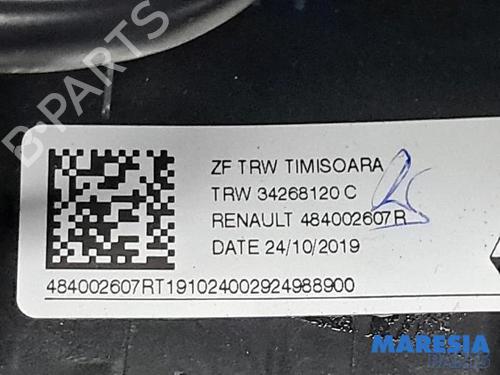 B-PARTS
ZF TRW TIMISOARA
TRW 34268120 C
RENAULT 484002607R
DATE 24/10/2019
484002607RT191024002924988900
MARESIA